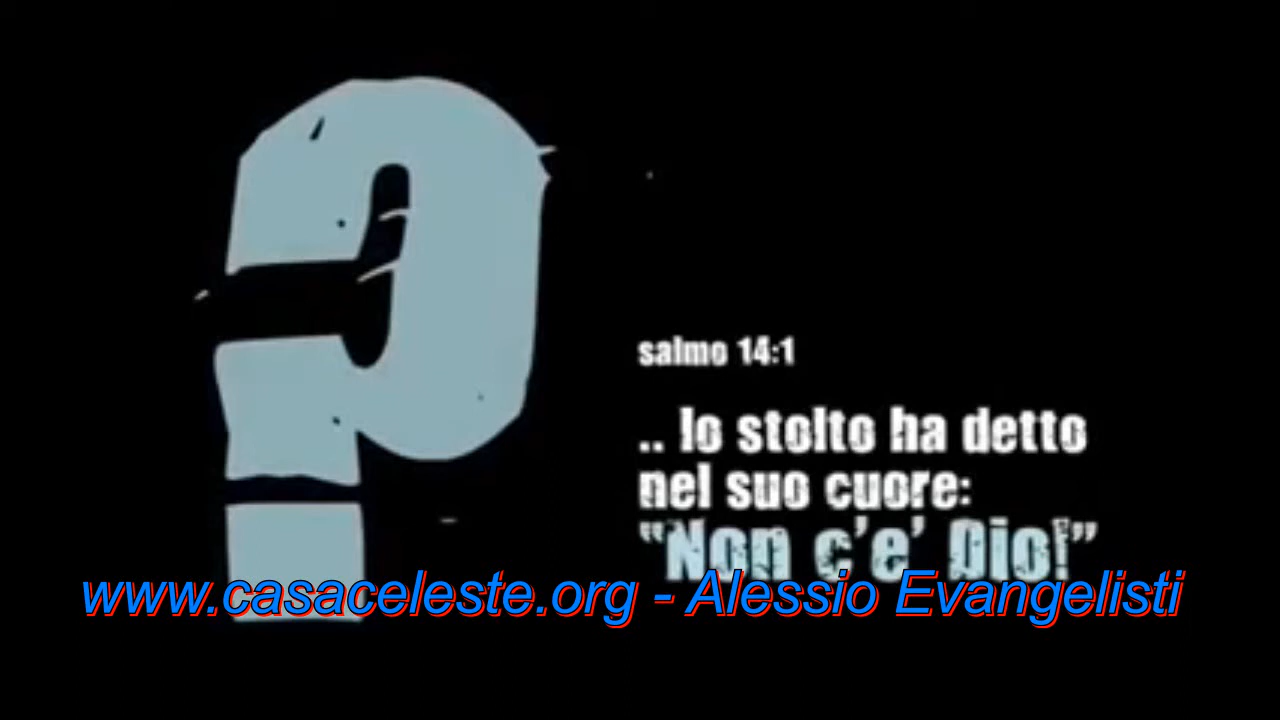 ?
salmo 14:1
.. lo stolto ha detto
nel suo cuore:
"Non c'e' Dio!"
www.casaceleste.org - Alessio Evangelisti